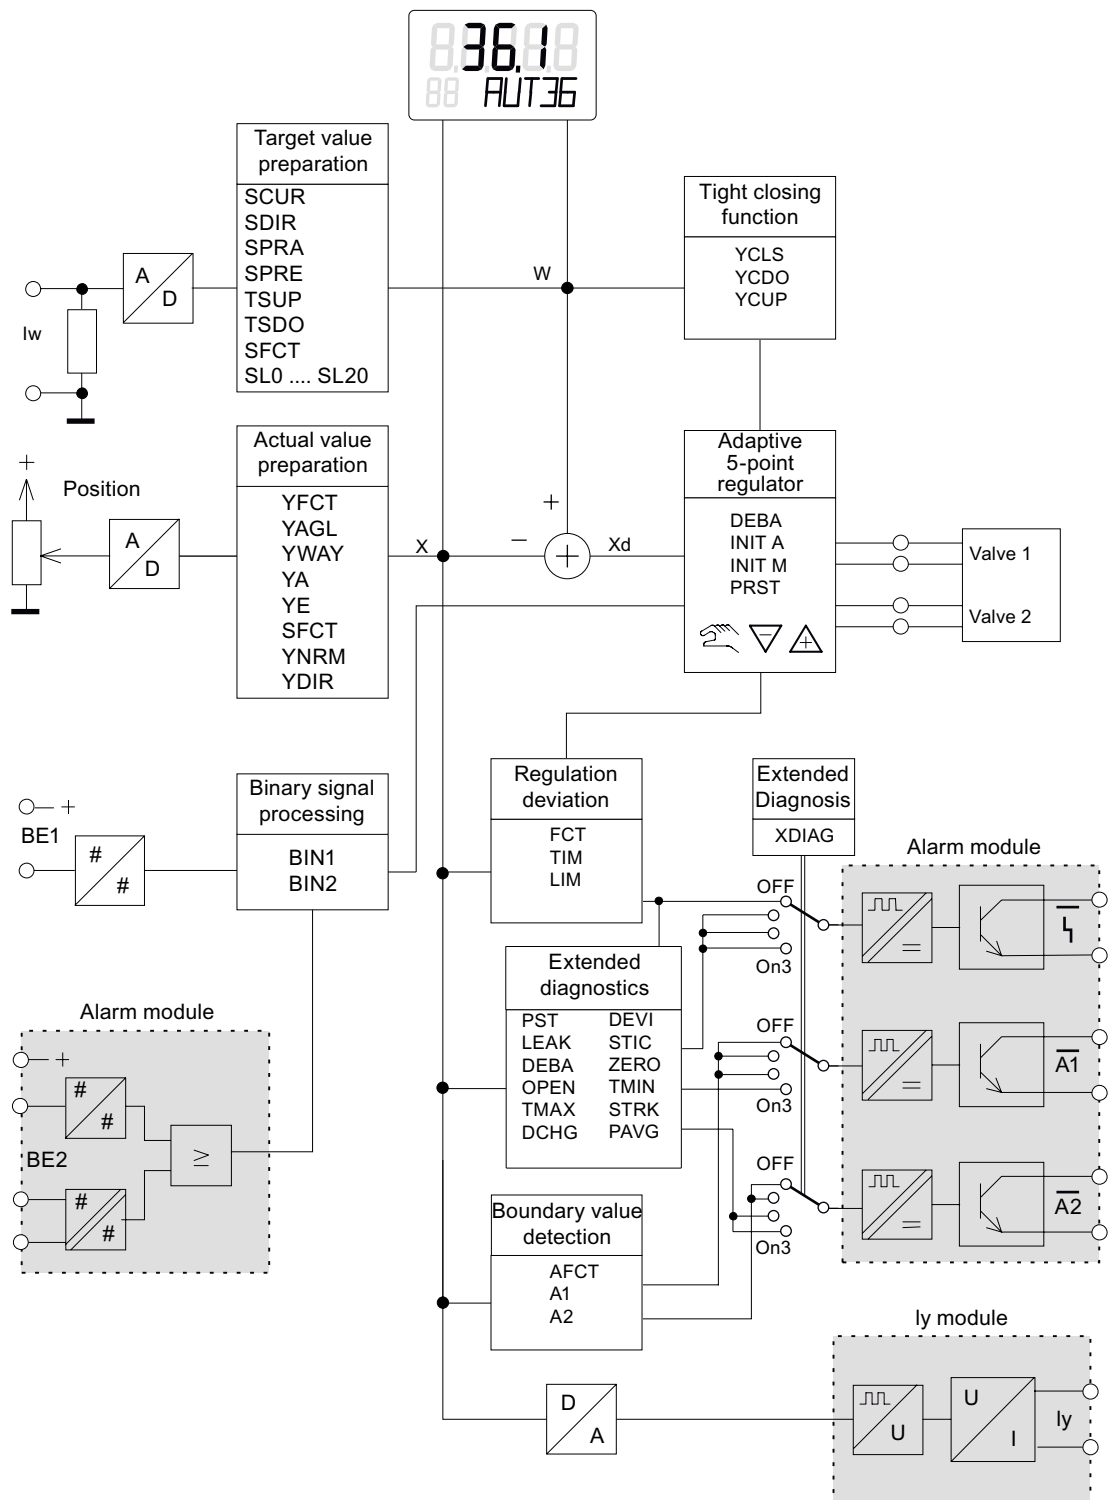 36.1
AUT36
Target value
preparation
SCUR
SDIR
SPRA
SPRE
TSUP
TSDO
SFCT
SL0 .... SL20
A
D
Iw
W
Tight closing
function
YCLS
YCDO
YCUP
Actual value
preparation
YFCT
YAGL
YWAY
YA
YE
SFCT
YNRM
YDIR
+
Position
A
D
X
+
−
+
Xd
Adaptive
5-point
regulator
DEBA
INIT A
INIT M
PRST
−
+
Valve 1
Valve 2
Binary signal
processing
BIN1
BIN2
+
BE1
#
#
Regulation
deviation
FCT
TIM
LIM
Extended
Diagnosis
XDIAG
Alarm module
OFF
On3
=
Extended
diagnostics
PST DEVI
LEAK STIC
DEBA ZERO
OPEN TMIN
TMAX STRK
DCHG PAVG
OFF
On3
=
A1
OFF
On3
=
A2
Alarm module
+
#
#
BE2
≥
#
#
Boundary value
detection
AFCT
A1
A2
D
A
Iy module
U
U
I
Iy